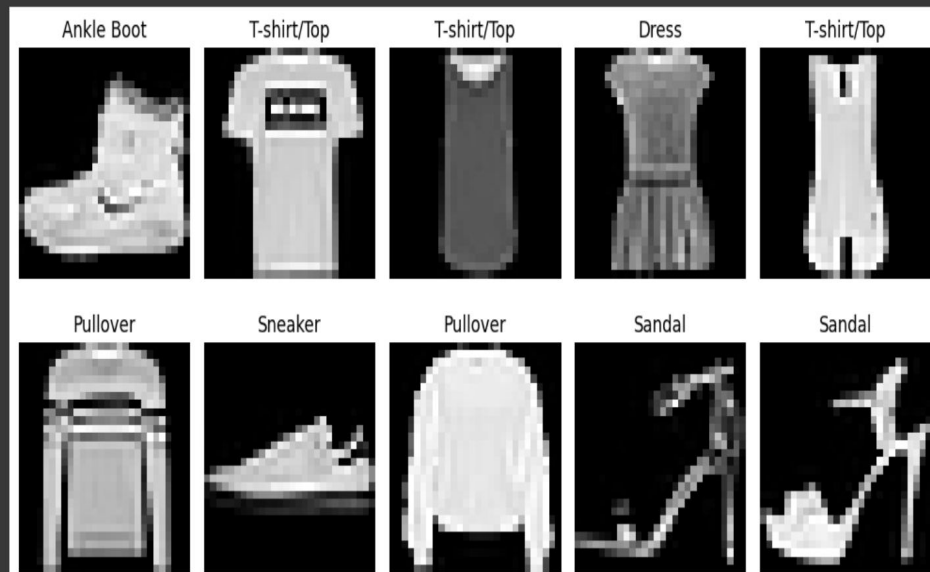 Ankle Boot
T-shirt/Top
T-shirt/Top
Dress
T-shirt/Top
Pullover
Sneaker
Pullover
Sandal
Sandal